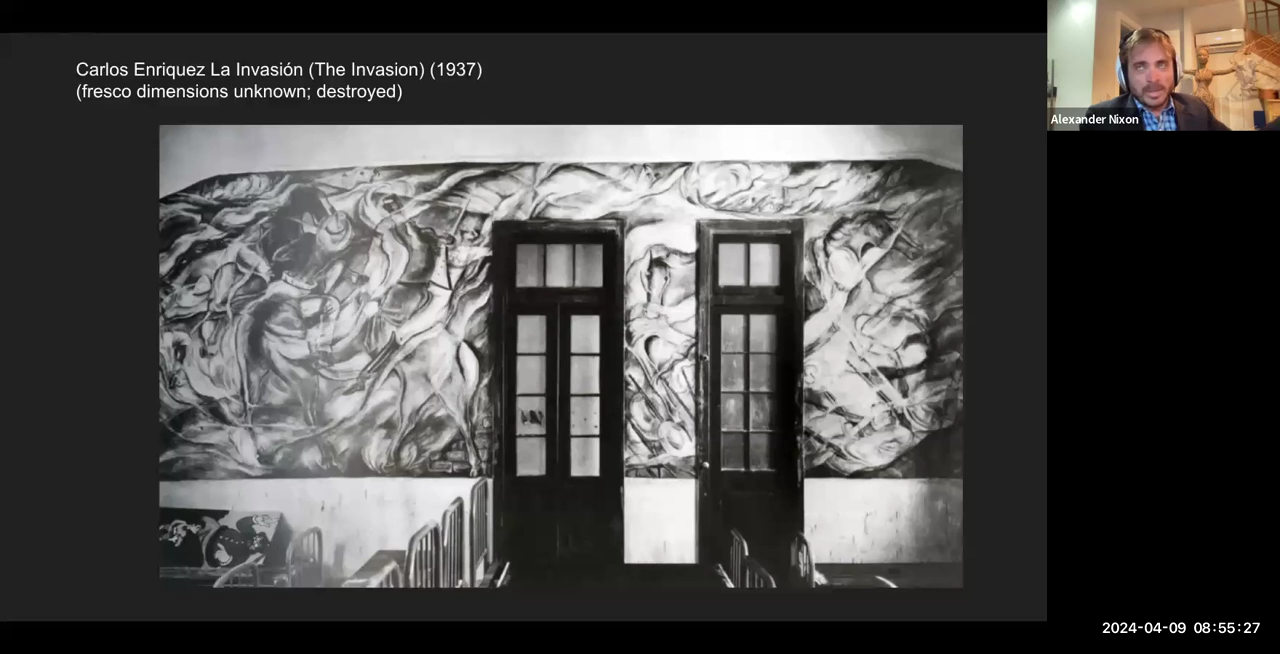 Carlos Enriquez La Invasión (The Invasion) (1937)
(fresco dimensions unknown; destroyed)
Alexander Nixon
2024-04-09 08:55:27